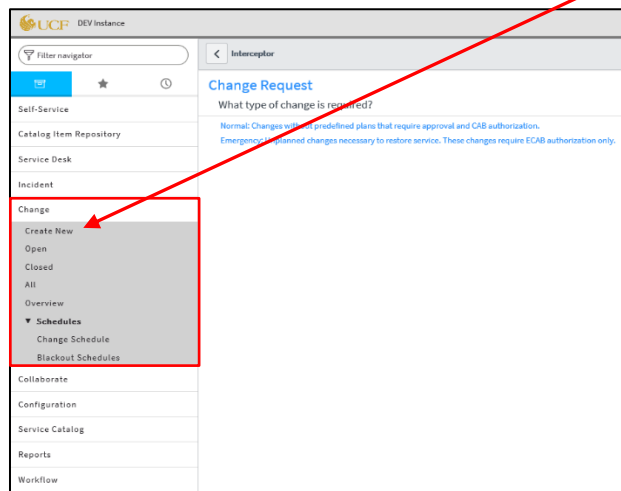 UCF DEV Instance
Filter navigator
Interceptor
Change Request
What type of change is required?
Normal: Changes without predefined plans that require approval and CAB authorization.
Emergency: Unplanned changes necessary to restore service. These changes require ECAB authorization only.
Self-Service
Catalog Item Repository
Service Desk
Incident
Change
Create New
Open
Closed
All
Overview
▼ Schedules
Change Schedule
Blackout Schedules
Collaborate
Configuration
Service Catalog
Reports
Workflow